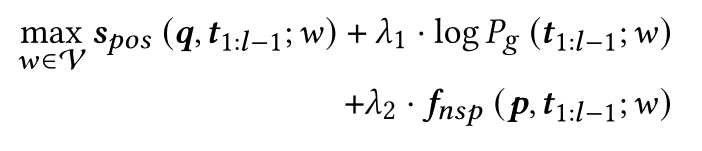 max w∈𝒱 s_pos (q, t_{1:l−1}; w) + λ_1 · log P_g (t_{1:l−1}; w)
+λ_2 · f_nsp (p, t_{1:l−1}; w)